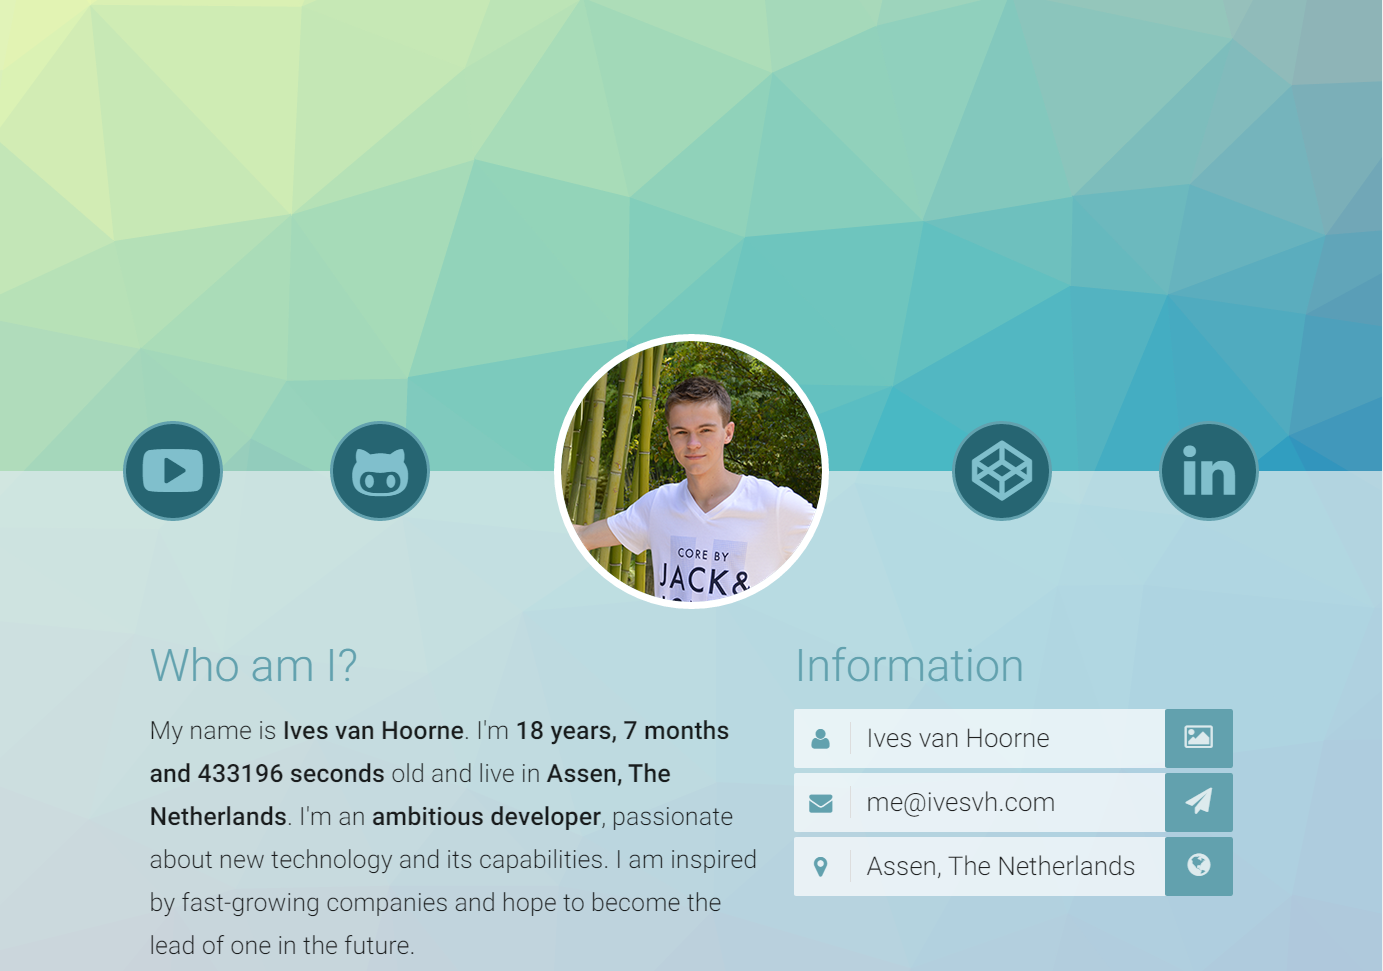 CORE BY
JACK&
Who am I?
My name is Ives van Hoorne. I'm 18 years, 7 months
and 433196 seconds old and live in Assen, The
Netherlands. I'm an ambitious developer, passionate
about new technology and its capabilities. I am inspired
by fast-growing companies and hope to become the
lead of one in the future.
Information
Ives van Hoorne
me@ivesvh.com
Assen, The Netherlands